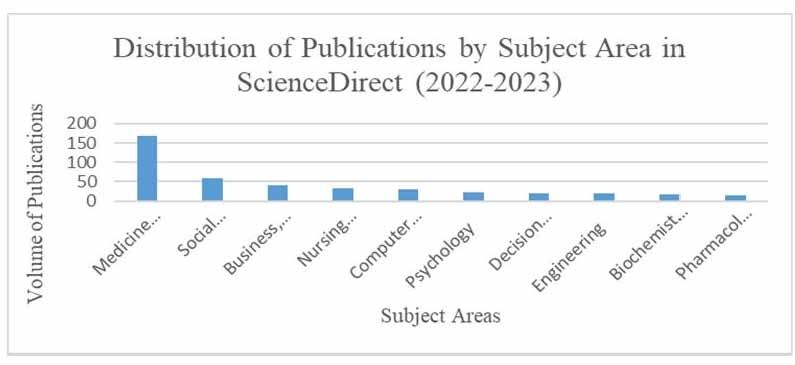 Distribution of Publications by Subject Area in
ScienceDirect (2022-2023)
Volume of Publications
200
150
100
50
0
Medicine...
Social...
Business,...
Nursing...
Computer...
Psychology
Decision...
Engineering
Biochemist...
Pharmacol...
Subject Areas